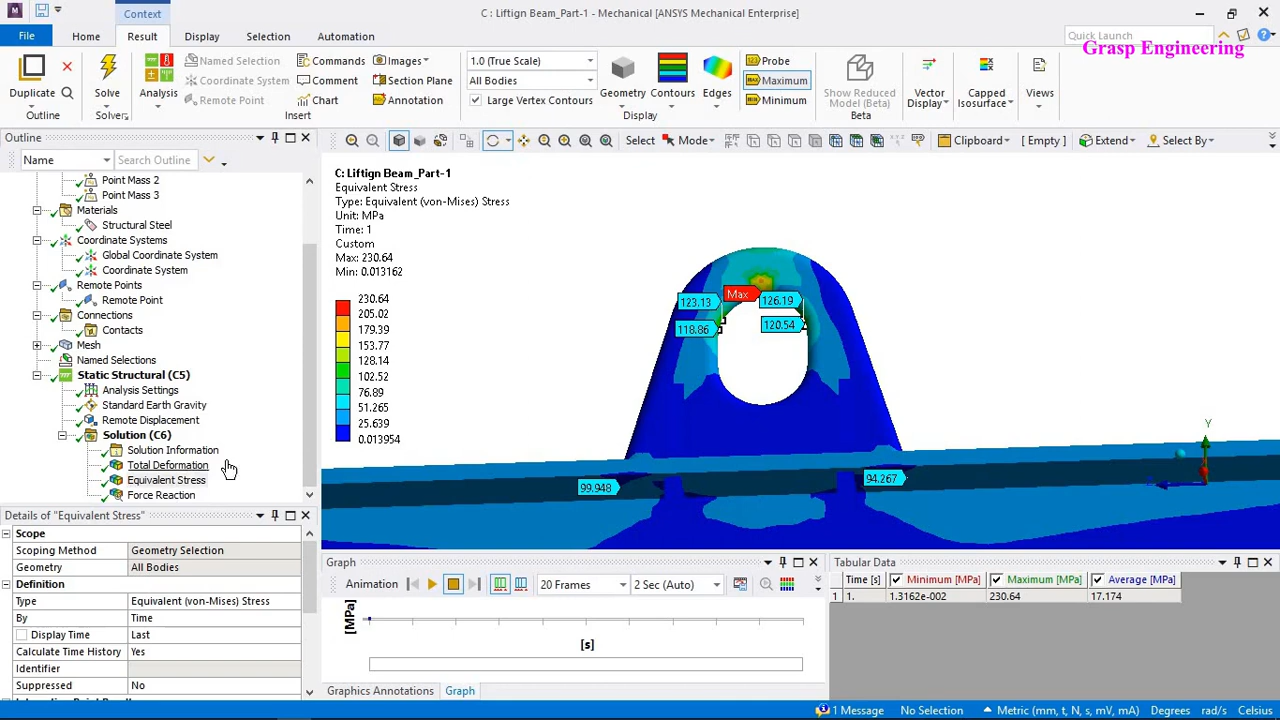 Context
C : Liftign Beam_Part-1 - Mechanical [ANSYS Mechanical Enterprise]
File
Home
Result
Display
Selection
Automation
Quick Launch
Grasp Engineering
Duplicate
Outline
Solve
Solvers
Analysis
Named Selection
Coordinate System
Remote Point
Commands
Comment
Chart
Images
Section Plane
Annotation
Insert
1.0 (True Scale)
All Bodies
Large Vertex Contours
Geometry
Contours
Edges
Display
Probe
Maximum
Minimum
Show Reduced
Model (Beta)
Beta
Vector
Display
Capped
Isosurface
Views
Outline
Name
Search Outline
Select
Mode
Clipboard
[ Empty ]
Extend
Select By
Point Mass 2
Point Mass 3
Materials
Structural Steel
Coordinate Systems
Global Coordinate System
Coordinate System
Remote Points
Remote Point
Connections
Contacts
Mesh
Named Selections
Static Structural (C5)
Analysis Settings
Standard Earth Gravity
Remote Displacement
Solution (C6)
Solution Information
Total Deformation
Equivalent Stress
Force Reaction
C: Liftign Beam_Part-1
Equivalent Stress
Type: Equivalent (von-Mises) Stress
Unit: MPa
Time: 1
Custom
Max: 230.64
Min: 0.013162
230.64
205.02
179.39
153.77
128.14
102.52
76.89
51.265
25.639
0.013954
123.13
Max
126.19
118.86
120.54
99.948
94.267
Y
Details of "Equivalent Stress"
Scope
Scoping Method Geometry Selection
Geometry All Bodies
Definition
Type Equivalent (von-Mises) Stress
By Time
Display Time Last
Calculate Time History Yes
Identifier
Suppressed No
Graph
Animation
20 Frames
2 Sec (Auto)
[MPa]
[s]
Graphics Annotations
Graph
Tabular Data
Time [s] Minimum [MPa] Maximum [MPa] Average [MPa]
1 1. 1.3162e-002 230.64 17.174
1 Message
No Selection
Metric (mm, t, N, s, mV, mA)
Degrees
rad/s
Celsius